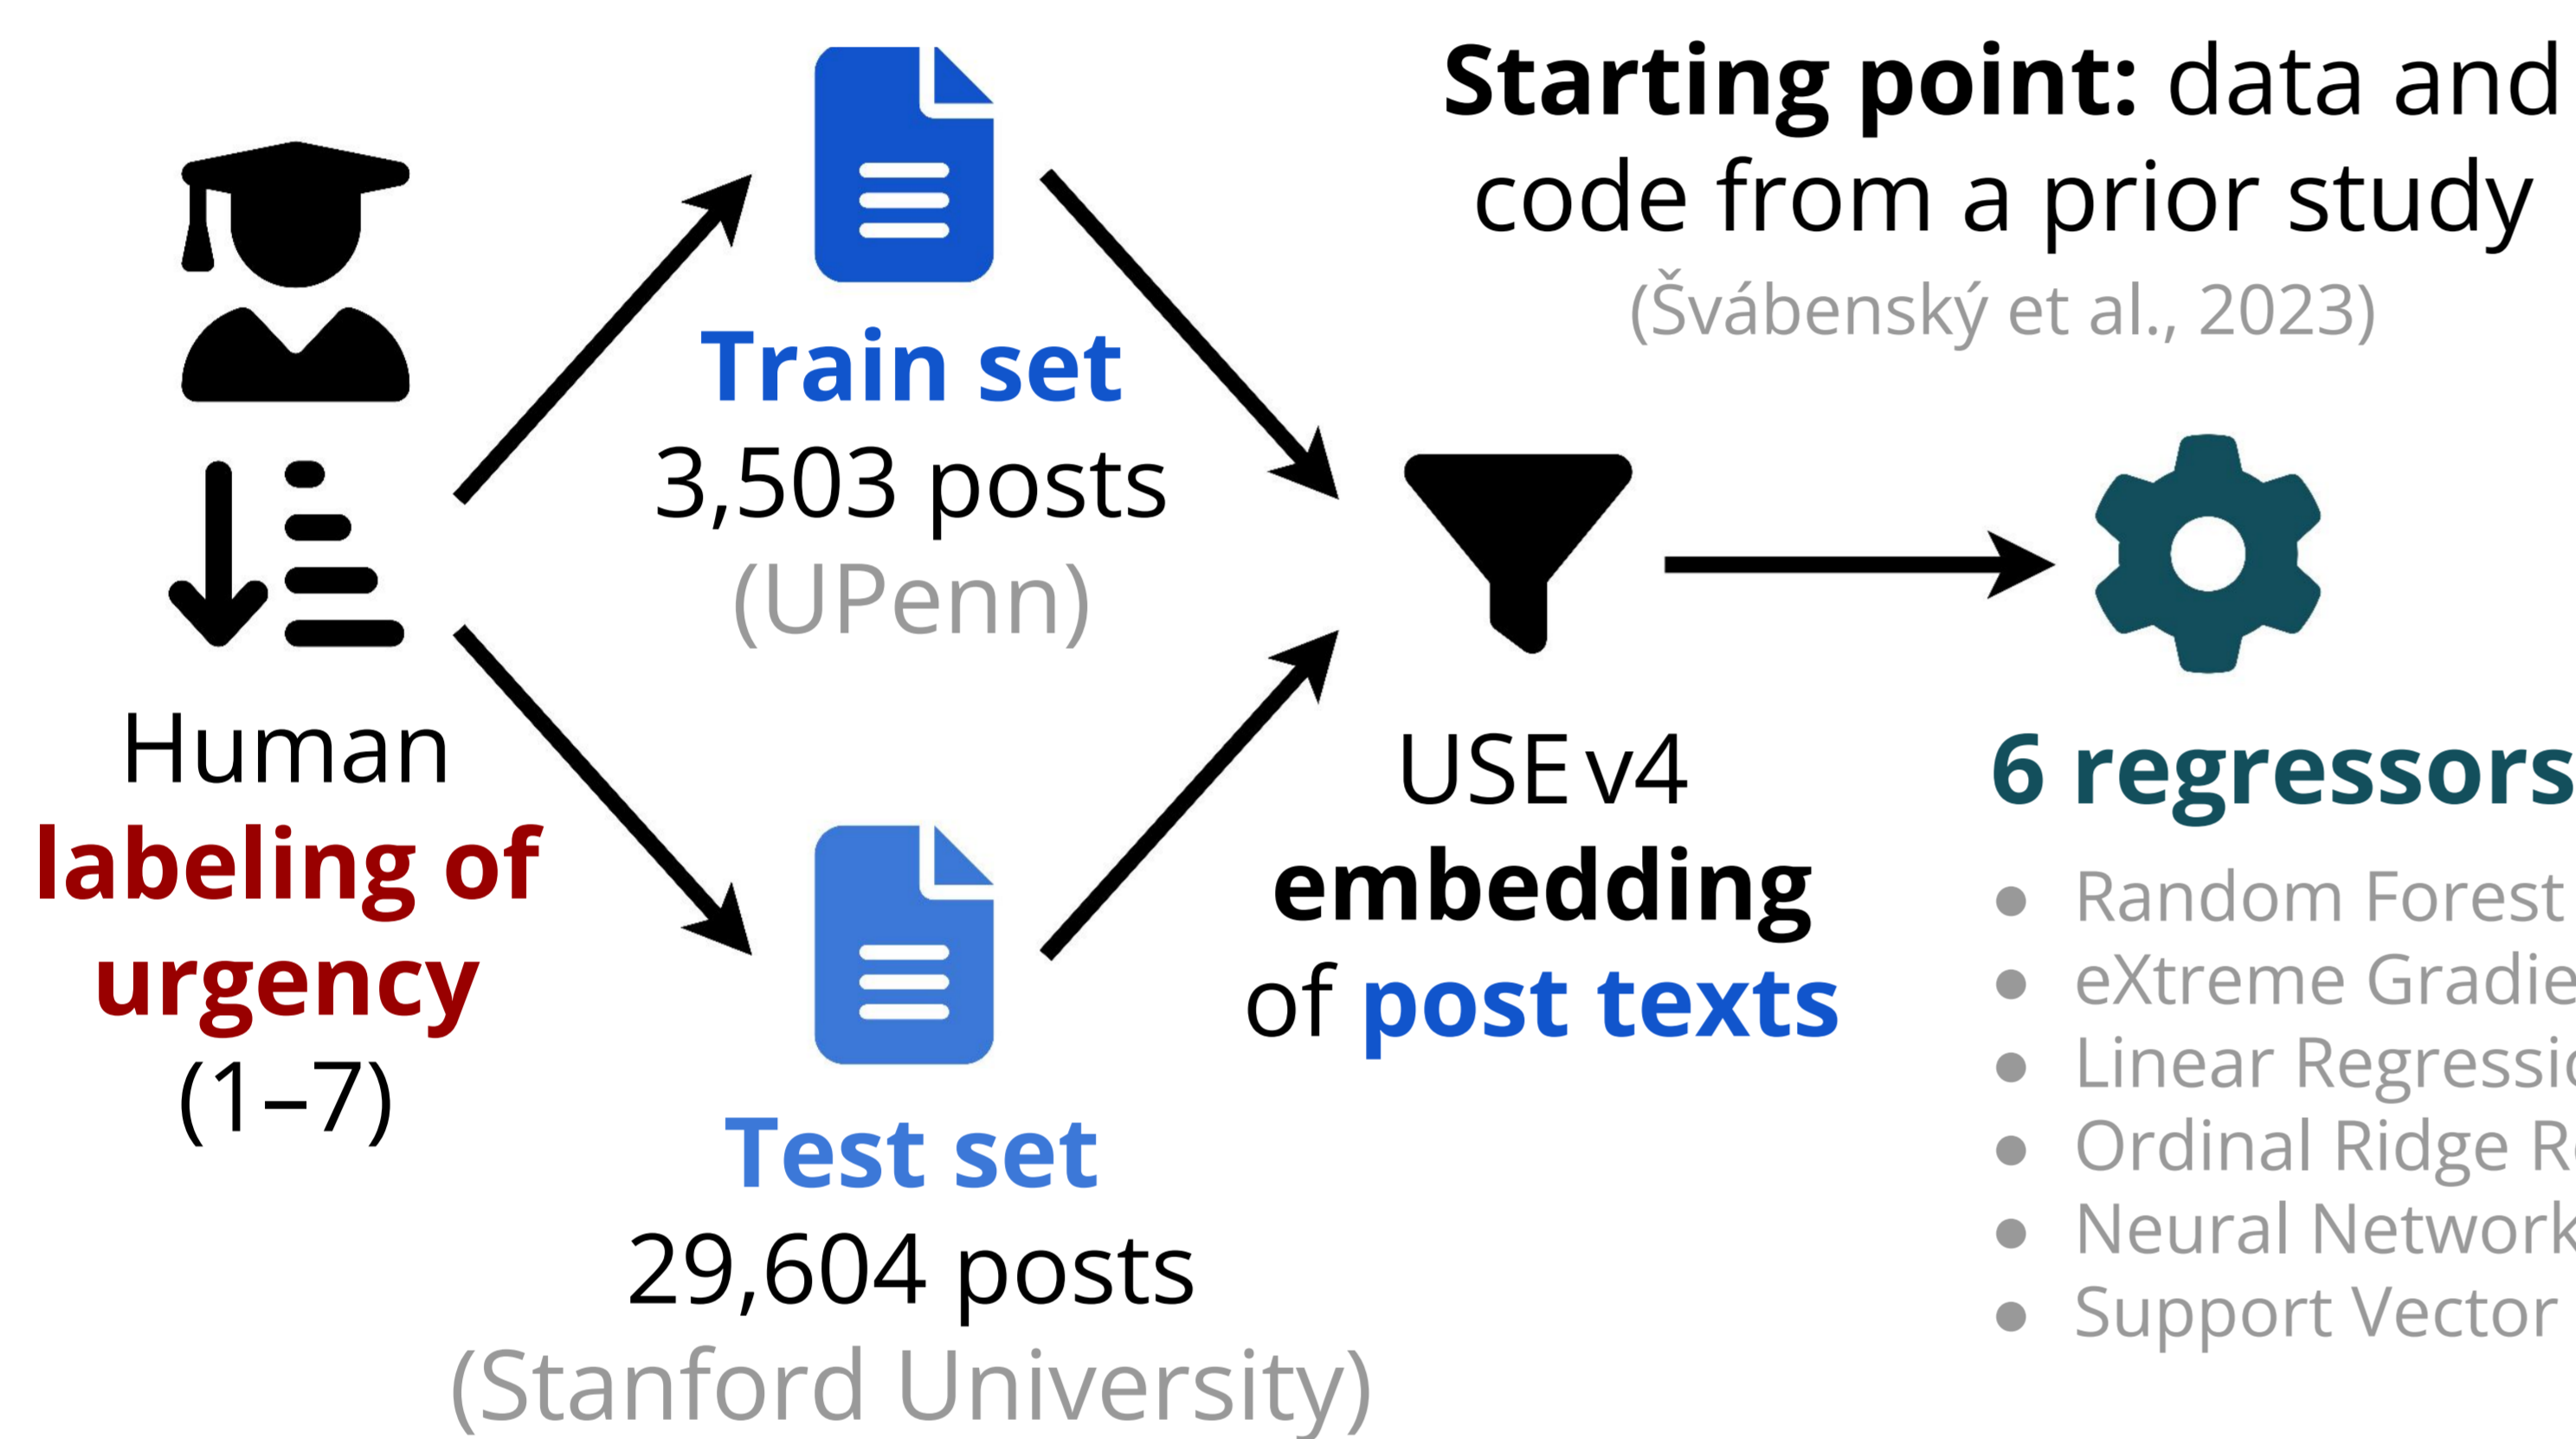 Starting point: data and
code from a prior study
(Švábenský et al., 2023)
Human
labeling of
urgency
(1–7)
Train set
3,503 posts
(UPenn)
Test set
29,604 posts
(Stanford University)
USE v4
embedding
of post texts
6 regressors
● Random Forest
● eXtreme
● Linear
● Ordinal Ridge
● Neural Network
● Support Vector